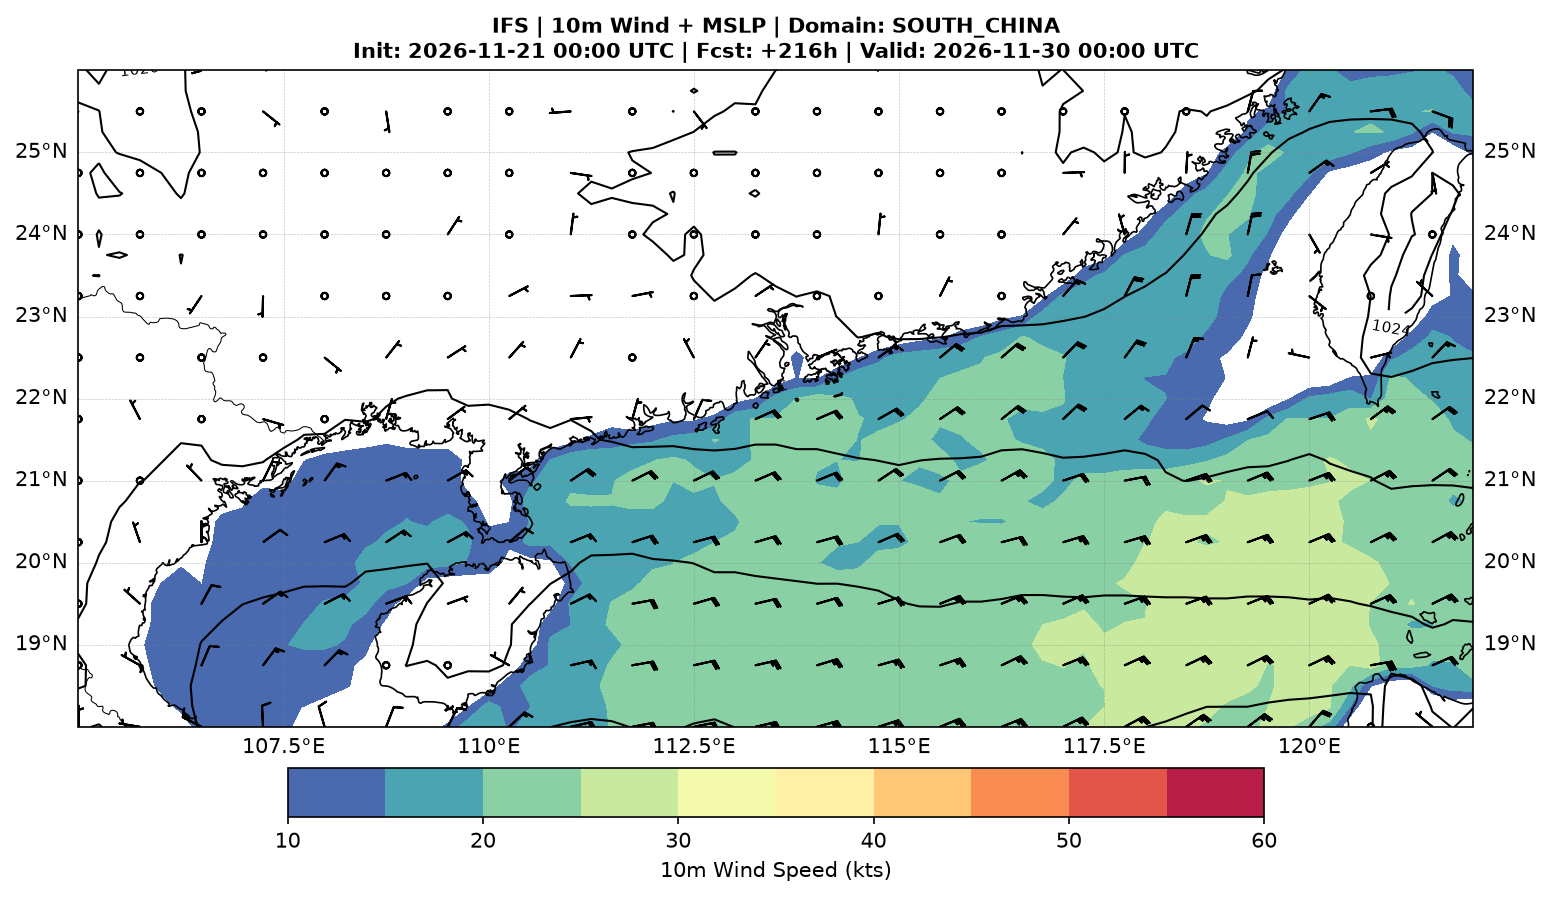 IFS | 10m Wind + MSLP | Domain: SOUTH_CHINA
Init: 2026-11-21 00:00 UTC | Fcst: +216h | Valid: 2026-11-30 00:00 UTC
25°N 25°N
24°N 24°N
23°N 23°N
1024
22°N 22°N
21°N 21°N
20°N 20°N
19°N 19°N
107.5°E 110°E 112.5°E 115°E 117.5°E 120°E
10 20 30 40 50 60
10m Wind Speed (kts)